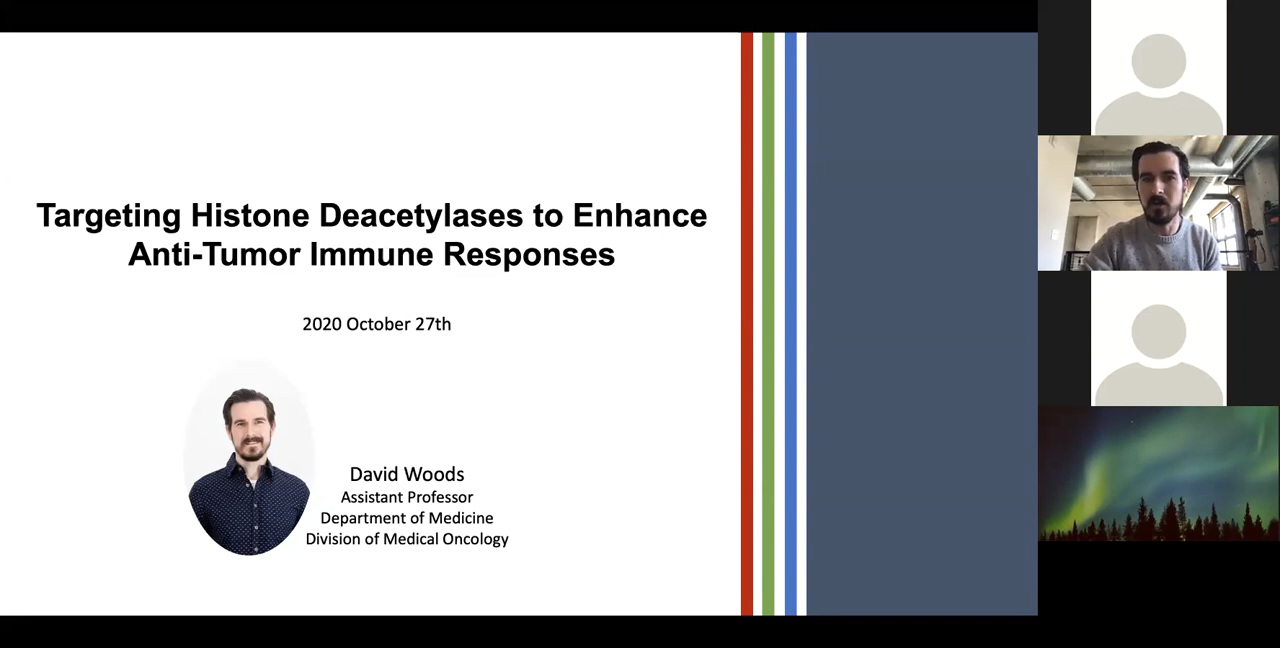 Targeting Histone Deacetylases to Enhance
Anti-Tumor Immune Responses
2020 October 27th
David Woods
Assistant Professor
Department of Medicine
Division of Medical Oncology